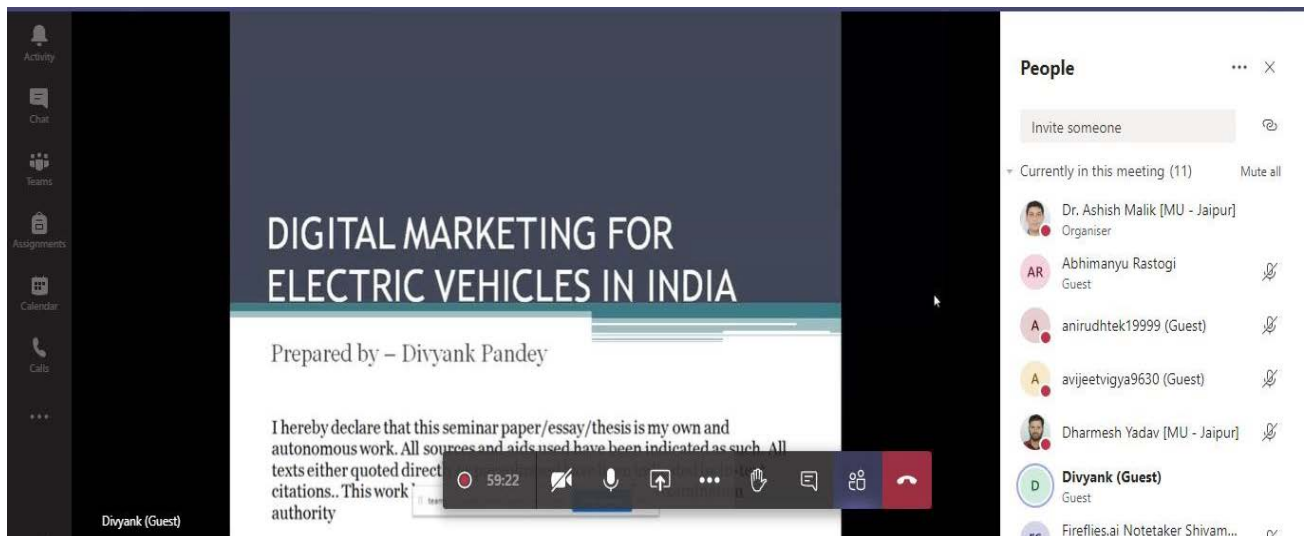 Activity
Chat
Teams
Assignments
Calendar
Calls
DIGITAL MARKETING FOR
ELECTRIC VEHICLES IN INDIA
Prepared by – Divyank Pandey
I hereby declare that this seminar paper/essay/thesis is my own and
autonomous work. All sources and aids used have been indicated as such. All
texts either quoted
citations.. This work
authority
59:22
Divyank (Guest)
People
Invite someone
Currently in this meeting (11)
Mute all
Dr. Ashish Malik [MU - Jaipur]
Organiser
AR
Abhimanyu Rastogi
Guest
A
anirudhtek19999 (Guest)
A
avijeetvigya9630 (Guest)
Dharmesh Yadav [MU - Jaipur]
D
Divyank (Guest)
Guest
Fireflies.ai Notetaker Shivam...